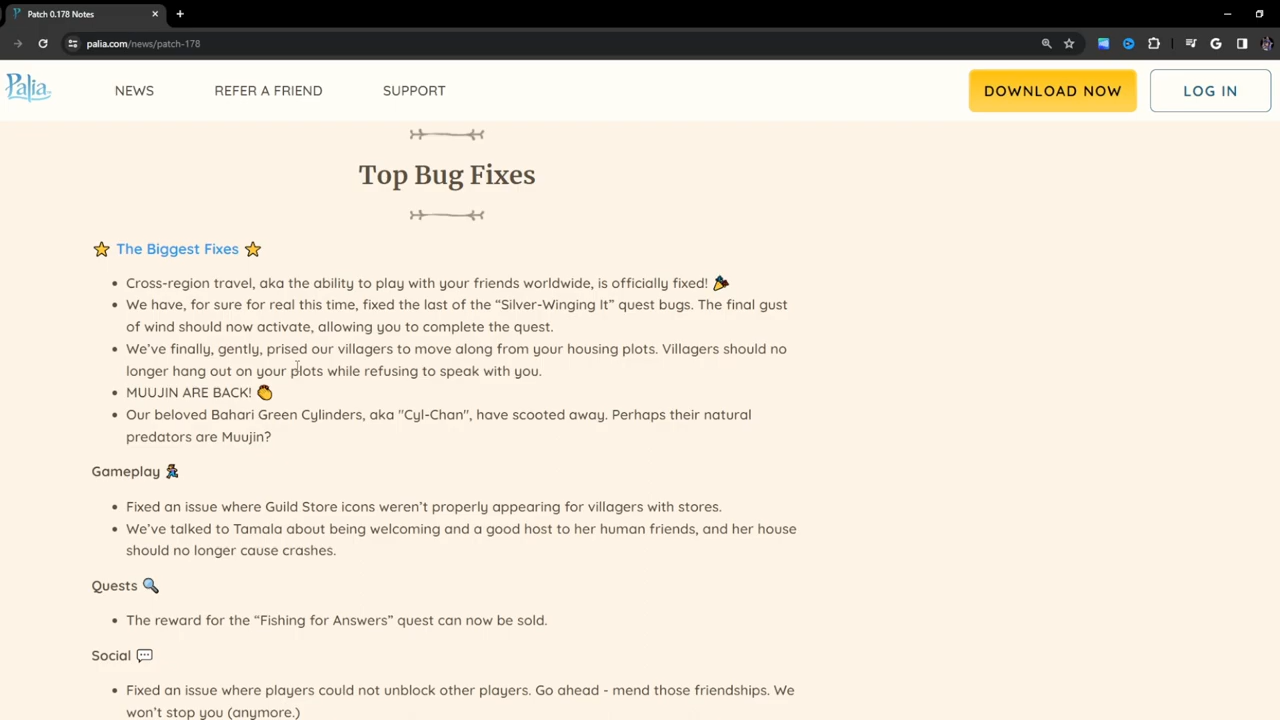 Patch 0.178 Notes
palia.com/news/patch-178
Palia
NEWS
REFER A FRIEND
SUPPORT
DOWNLOAD NOW
LOG IN
Top Bug Fixes
The Biggest Fixes
Cross-region travel, aka the ability to play with your friends worldwide, is officially fixed!
We have, for sure for real this time, fixed the last of the “Silver-Winging It” quest bugs. The final gust
of wind should now activate, allowing you to complete the quest.
We’ve finally, gently, prised our villagers to move along from your housing plots. Villagers should no
longer hang out on your plots while refusing to speak with you.
MUUJIN ARE BACK!
Our beloved Bahari Green Cylinders, aka "Cyl-Chan", have scooted away. Perhaps their natural
predators are Muujin?
Gameplay
Fixed an issue where Guild Store icons weren’t properly appearing for villagers with stores.
We’ve talked to Tamala about being welcoming and a good host to her human friends, and her house
should no longer cause crashes.
Quests
The reward for the “Fishing for Answers” quest can now be sold.
Social
Fixed an issue where players could not unblock other players. Go ahead - mend those friendships. We
won’t stop you (anymore.)